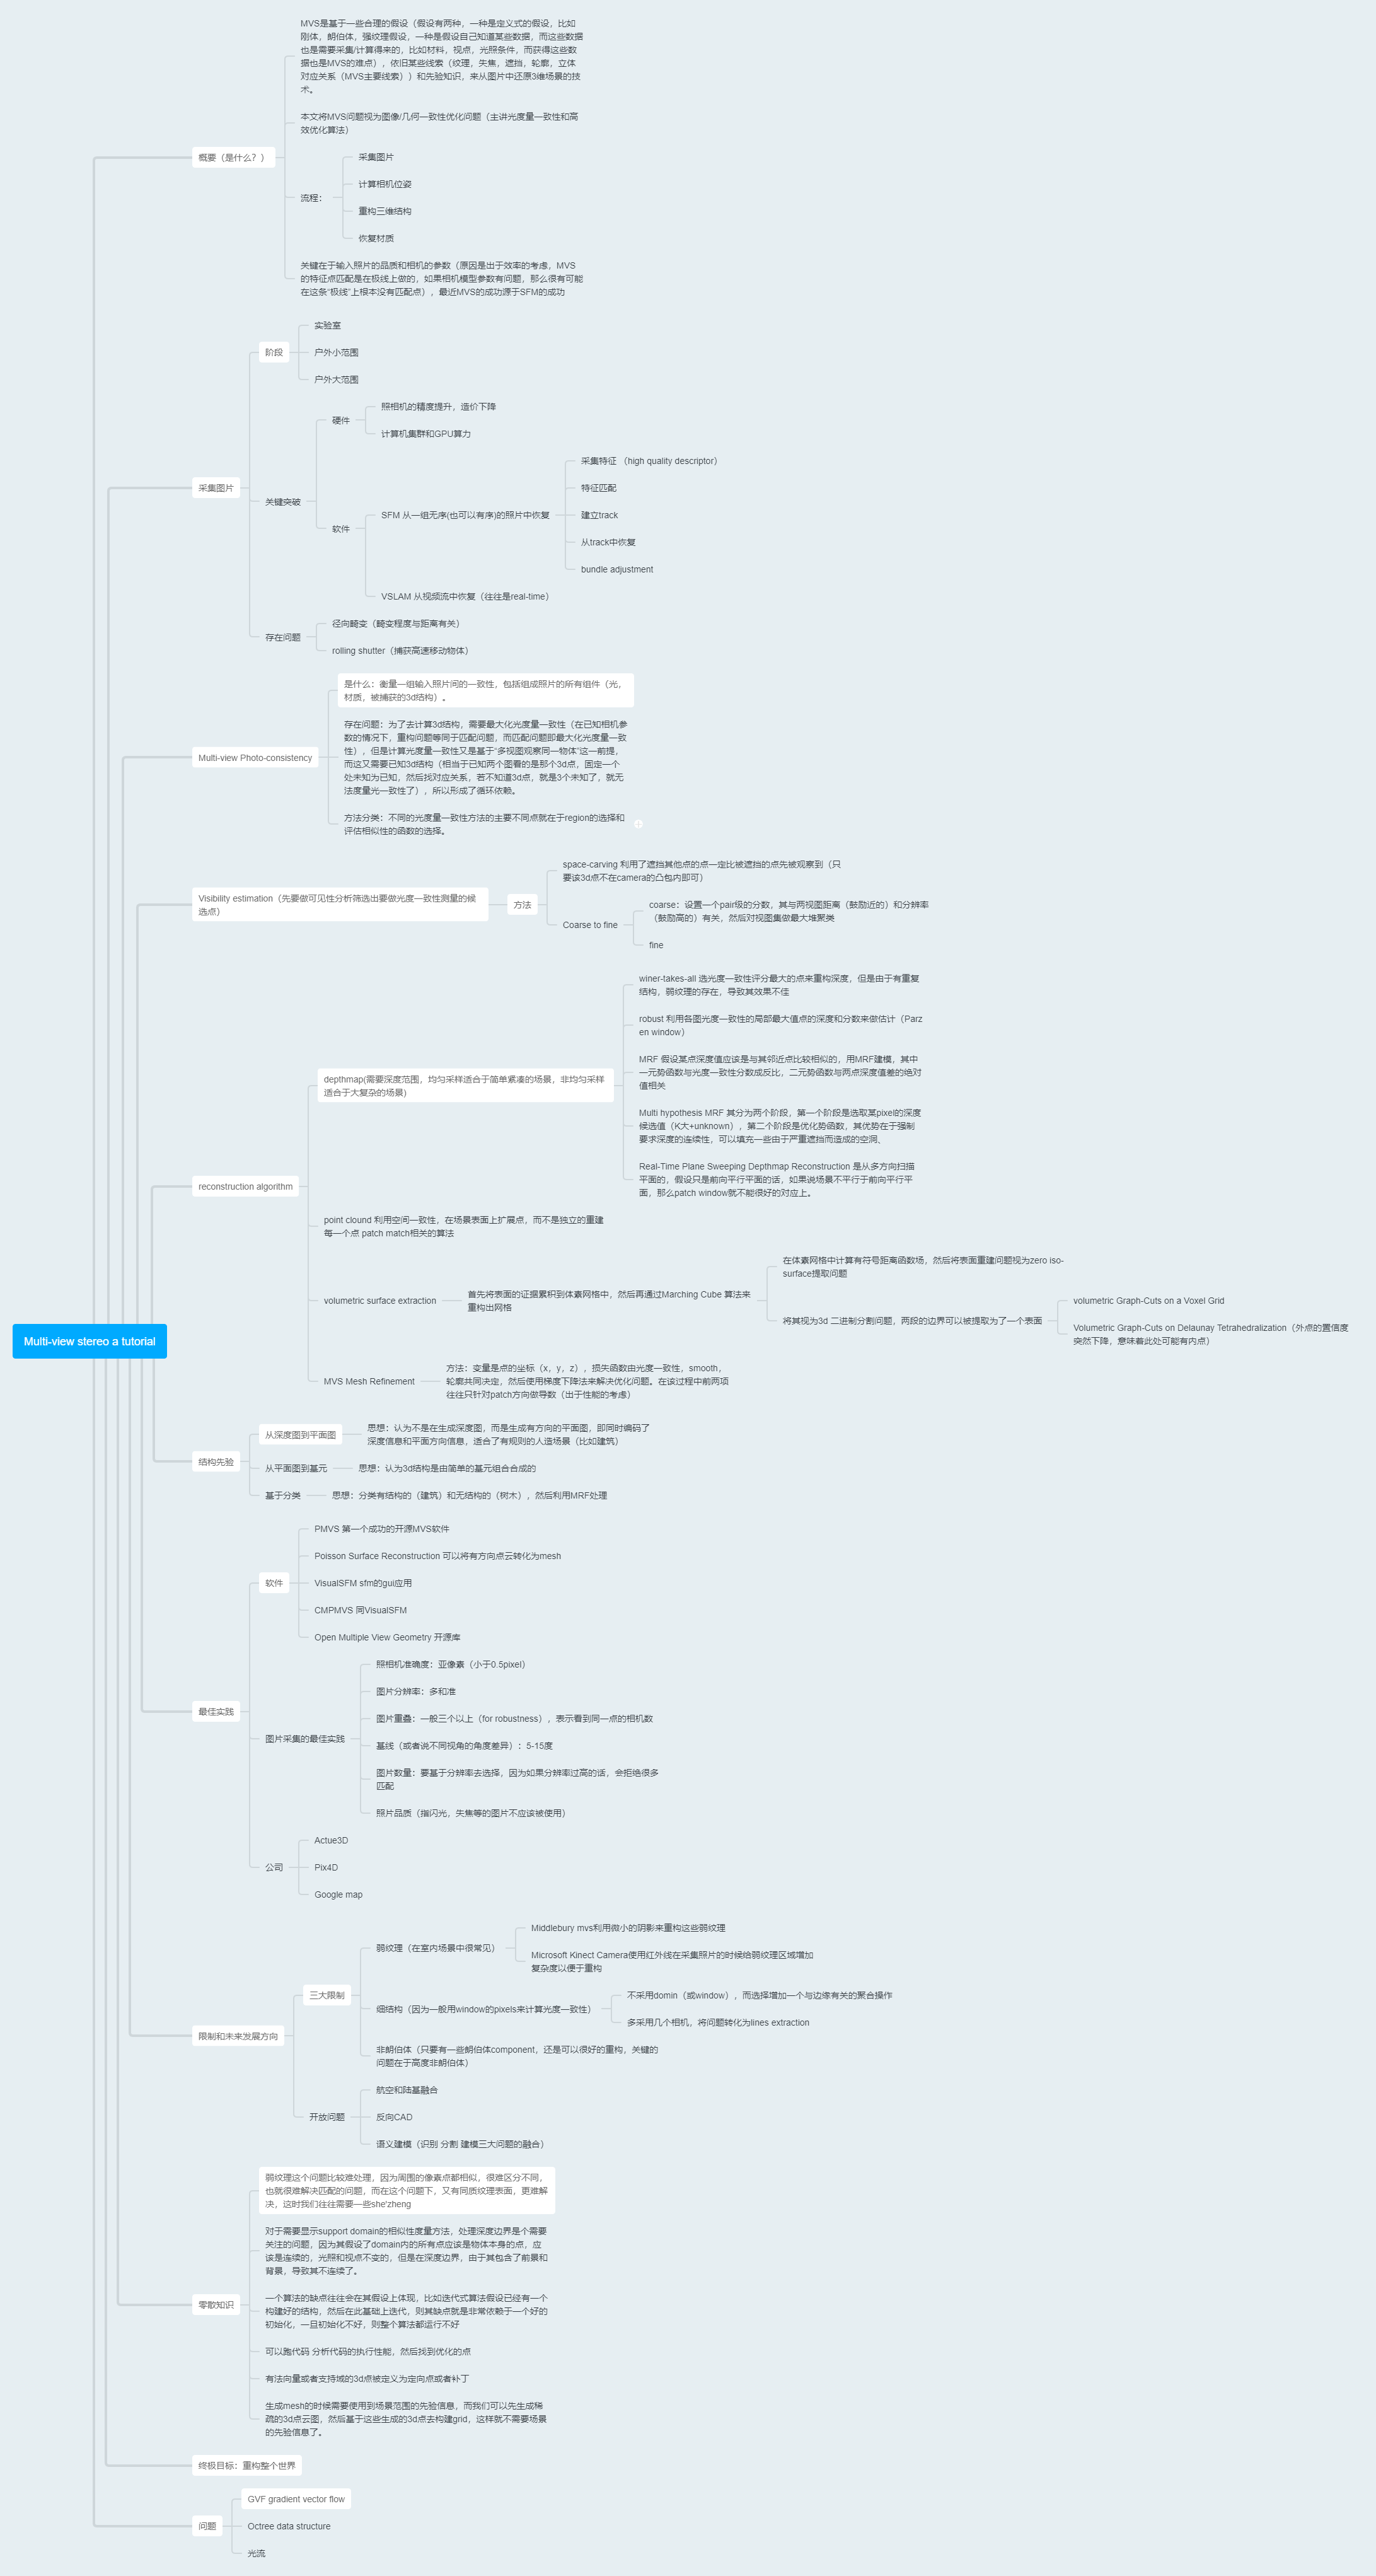 MVS是基于一些合理的假设（假设有两种，一种是定义式的假设，比如
刚体，朗伯体，强纹理假设，一种是假设自己知道某些数据，而这些数据
也是需要采集/计算得来的，比如材料，视点，光照条件，而获得这些数
据也是MVS的难点），依旧某些线索（纹理，失焦，遮挡，轮廓，立体
对应关系（MVS主要线索））和先验知识，来从图片中还原3维场景的技
术。
本文将MVS问题视为图像/几何一致性优化问题（主讲光度量一致性和高
效优化算法）
概要（是什么？）
流程：
采集图片
计算相机位姿
重构三维结构
恢复材质
关键在于输入照片的品质和相机的参数（原因是出于效率的考虑，MVS
的特征点匹配是在极线上做的，如果相机模型参数有问题，那么很有可能
在这条“极线”上根本没有匹配点），最近MVS的成功源于SFM的成功
采集图片
阶段
实验室
户外小范围
户外大范围
关键突破
硬件
照相机的精度提升，造价下降
计算机集群和GPU算力
软件
SFM 从一组无序(也可以有序)的照片中恢复
采集特征 （high quality descriptor）
特征匹配
建立track
从track中恢复
bundle adjustment
VSLAM 从视频流中恢复（往往是real-time）
存在问题
径向畸变（畸变程度与距离有关）
rolling shutter（捕获高速移动物体）
Multi-view Photo-consistency
是什么：衡量一组输入照片间的一致性，包括组成照片的所有组件（光，
材质，被捕获的3d结构）。
存在问题：为了去计算3d结构，需要最大化光度量一致性（在已知相机参
数的情况下，重构问题等同于匹配问题，而匹配问题即最大化光度量一致
性），但是计算光度量一致性又是基于“多视图观察同一物体”这一前提，
而这又需要已知3d结构（相当于已知两个图看的是那个3d点，固定一个
处未知为已知，然后找对应关系，若不知道3d点，就是3个未知了，就无
法度量光一致性了），所以形成了循环依赖。
方法分类：不同的光度量一致性方法的主要不同点就在于region的选择和
评估相似性的函数的选择。
Visibility estimation（先要做可见性分析筛选出要做光度一致性测量的候
选点）
方法
space-carving 利用了遮挡其他点的点一定比被遮挡的点先被观察到（只
要该3d点不在camera的凸包内即可）
Coarse to fine
coarse：设置一个pair级的分数，其与两视图距离（鼓励近的）和分辨率
（鼓励高的）有关，然后对视图集做最大堆聚类
fine
reconstruction algorithm
depthmap(需要深度范围，均匀采样适合于简单紧凑的场景，非均匀采样
适合于大复杂的场景)
winer-takes-all 选光度一致性评分最大的点来重构深度，但是由于有重复
结构，弱纹理的存在，导致其效果不佳
robust 利用各图光度一致性的局部最大值点的深度和分数来做估计（Parz
en window）
MRF 假设某点深度值应该是与其邻近点比较相似的，用MRF建模，其中
一元势函数与光度一致性分数成反比，二元势函数与两点深度值差的绝对
值相关
Multi hypothesis MRF 其分为两个阶段，第一个阶段是选取某pixel的深度
候选值（K大+unknown），第二个阶段是优化势函数，其优势在于强制
要求深度的连续性，可以填充一些由于严重遮挡而造成的空洞、
Real-Time Plane Sweeping Depthmap Reconstruction 是从多方向扫描
平面的，假设只是前向平行平面的话，如果说场景不平行于前向平行平
面，那么patch window就不能很好的对应上。
point clound 利用空间一致性，在场景表面上扩展点，而不是独立的重建
每一个点 patch match相关的算法
volumetric surface extraction
首先将表面的证据累积到体素网格中，然后再通过Marching Cube 算法来
重构出网格
在体素网格中计算有符号距离函数场，然后将表面重建问题视为zero iso-
surface提取问题
将其视为3d 二进制分割问题，两段的边界可以被提取为了一个表面
volumetric Graph-Cuts on a Voxel Grid
Volumetric Graph-Cuts on Delaunay Tetrahedralization（外点的置信度
突然下降，意味着此处可能有内点）
MVS Mesh Refinement
方法：变量是点的坐标（x，y，z），损失函数由光度一致性，smooth，
轮廓共同决定，然后使用梯度下降法来解决优化问题。在该过程中前两项
往往只针对patch方向做导数（出于性能的考虑）
Multi-view stereo a tutorial
结构先验
从深度图到平面图
思想：认为不是在生成深度图，而是生成有方向的平面图，即同时编码了
深度信息和平面方向信息，适合了有规则的人造场景（比如建筑）
从平面图到基元
思想：认为3d结构是由简单的基元组合合成的
基于分类
思想：分类有结构的（建筑）和无结构的（树木），然后利用MRF处理
最佳实践
软件
PMVS 第一个成功的开源MVS软件
Poisson Surface Reconstruction 可以将有方向点云转化为mesh
VisualSFM sfm的gui应用
CMPMVS 同VisualSFM
Open Multiple View Geometry 开源库
图片采集的最佳实践
照相机准确度：亚像素（小于0.5pixel）
图片分辨率：多和准
图片重叠：一般三个以上（for robustness），表示看到同一点的相机数
基线（或者说不同视角的角度差异）：5-15度
图片数量：要基于分辨率去选择，因为如果分辨率过高的话，会拒绝很多
匹配
照片品质（指闪光，失焦等的图片不应该被使用）
公司
Actue3D
Pix4D
Google map
限制和未来发展方向
三大限制
弱纹理（在室内场景中很常见）
Middlebury mvs利用微小的阴影来重构这些弱纹理
Microsoft Kinect Camera使用红外线在采集照片的时候给弱纹理区域增加
复杂度以便于重构
细结构（因为一般用window的pixels来计算光度一致性）
不采用domin（或window），而选择增加一个与边缘有关的聚合操作
多采用几个相机，将问题转化为lines extraction
非朗伯体（只要有一些朗伯体component，还是可以很好的重构，关键的
问题在于高度非朗伯体）
开放问题
航空和陆基融合
反向CAD
语义建模（识别 分割 建模三大问题的融合）
零散知识
弱纹理这个问题比较难处理，因为周围的像素点都相似，很难区分不同，
也就很难解决匹配的问题，而在这个问题下，又有同质纹理表面，更难解
决，这时我们往往需要一些she'zheng
对于需要显示support domain的相似性度量方法，处理深度边界是个需要
关注的问题，因为其假设了domain内的所有点应该是物体本身的点，应
该是连续的，光照和视点不变的，但是在深度边界，由于其包含了前景和
背景，导致其不连续了。
一个算法的缺点往往会在其假设上体现，比如迭代式算法假设已经有一个
构建好的结构，然后在此基础上迭代，则其缺点就是非常依赖于一个好的
初始化，一旦初始化不好，则整个算法都运行不好
可以跑代码 分析代码的执行性能，然后找到优化的点
有法向量或者支持域的3d点被定义为定向点或者补丁
生成mesh的时候需要使用到场景范围的先验信息，而我们可以先生成稀
疏的3d点云图，然后基于这些生成的3d点去构建grid，这样就不需要场景
的先验信息了。
终极目标：重构整个世界
问题
GVF gradient vector flow
Octree data structure
光流